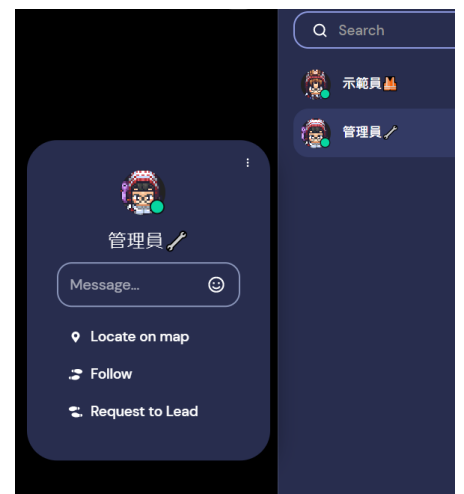 Search
示範員🦺
管理員🔧
管理員🔧
Message...
Locate on map
Follow
Request to Lead